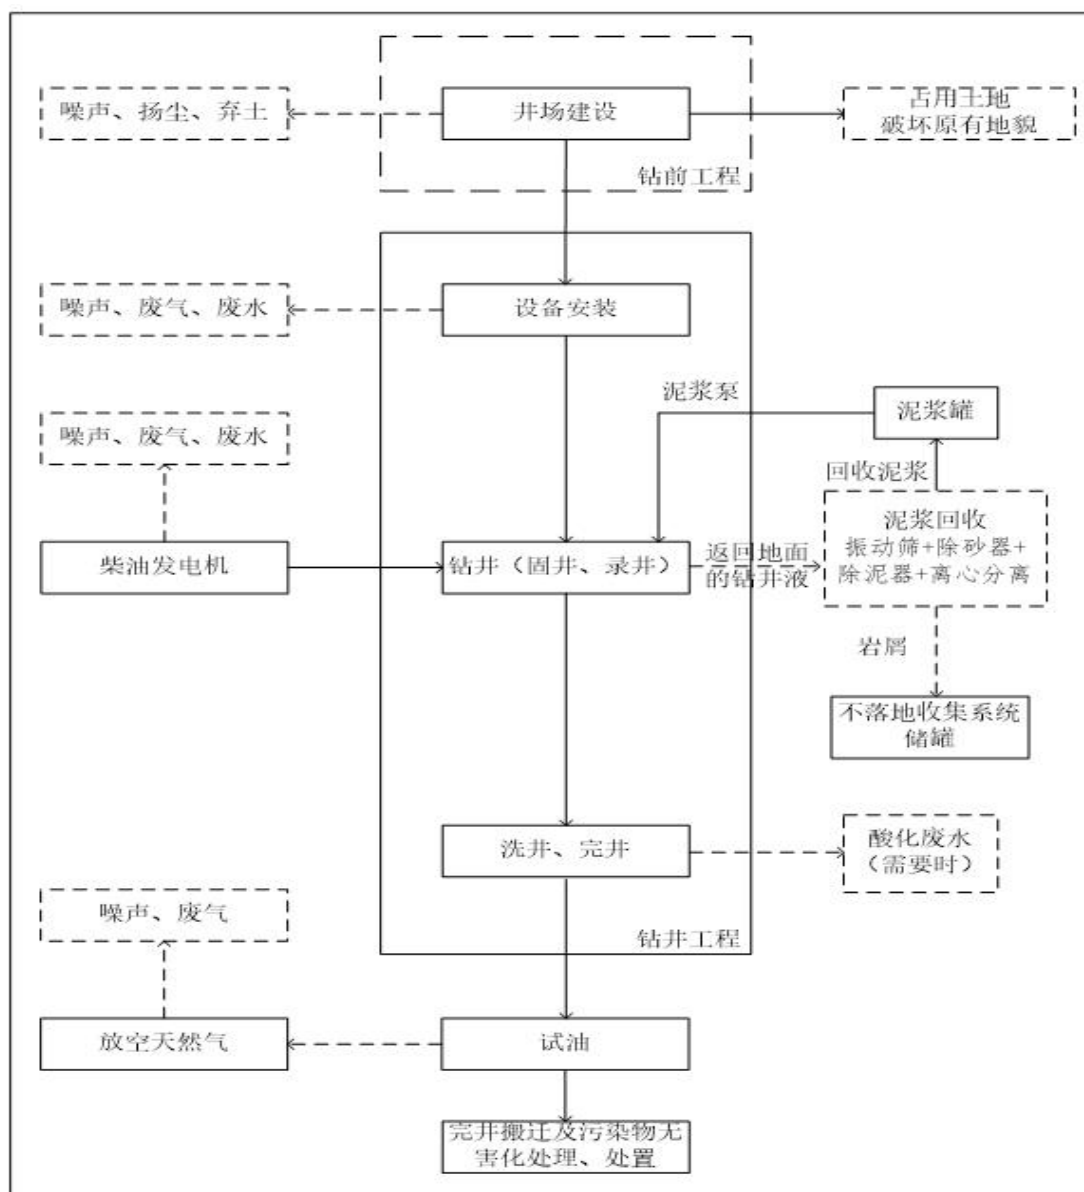 噪声、扬尘、弃土
井场建设
占用土地
破坏原有地貌
钻前工程
噪声、废气、废水
设备安装
泥浆泵
泥浆罐
噪声、废气、废水
回收泥浆
泥浆回收
振动筛+除砂器+
除泥器+离心分离
柴油发电机
钻井（固井、录井）
返回地面
的钻井液
岩屑
不落地收集系统
储罐
洗井、完井
酸化废水
（需要时）
噪声、废气
钻井工程
放空天然气
试油
完井搬迁及污染物无
害化处理、处置